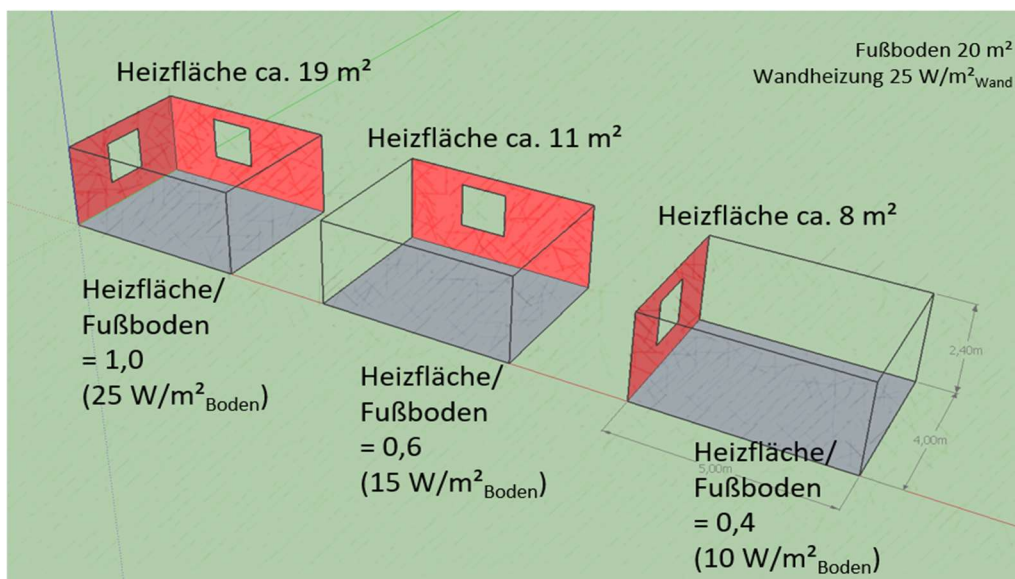 Fußboden 20 m²
Wandheizung 25 W/m²Wand
Heizfläche ca. 19 m²
Heizfläche/
Fußboden
= 1,0
(25 W/m²Boden)
Heizfläche ca. 11 m²
Heizfläche/
Fußboden
= 0,6
(15 W/m²Boden)
Heizfläche ca. 8 m²
2,40m
4,00m
5,00m
Heizfläche/
Fußboden
= 0,4
(10 W/m²Boden)